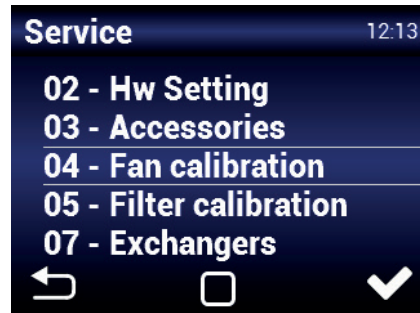 Service 12:13
02 - Hw Setting
03 - Accessories
04 - Fan calibration
05 - Filter calibration
07 - Exchangers